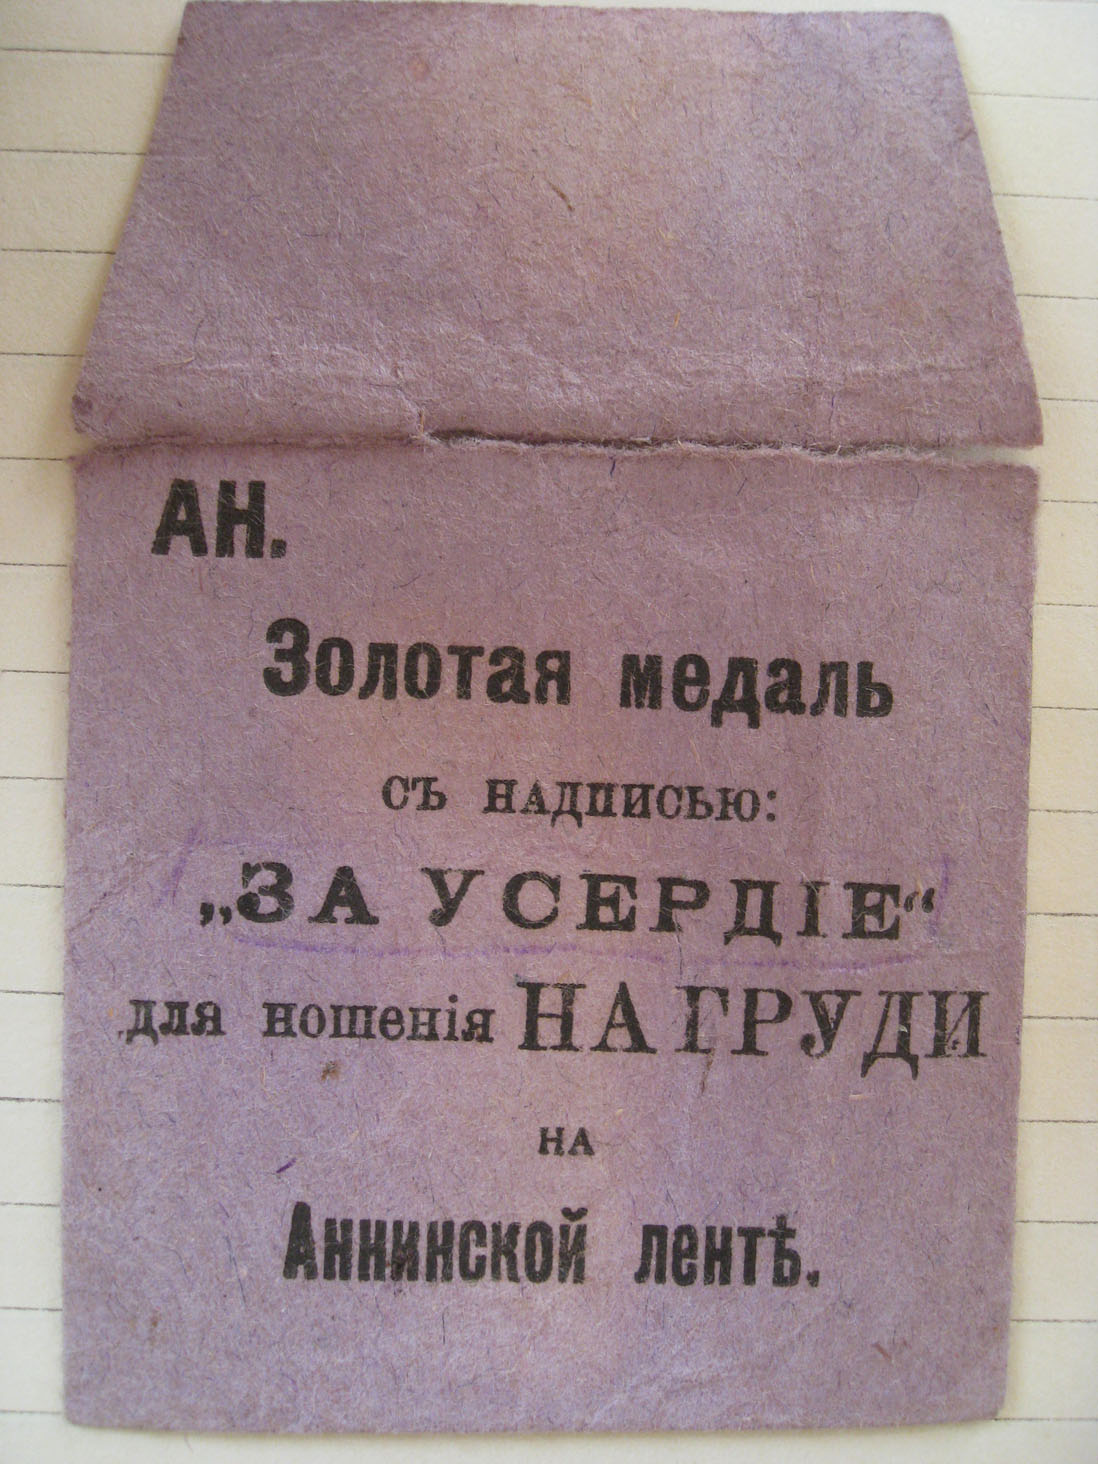 АН.
Золотая медаль
съ надписью:
„ЗА УСЕРДІЕ“
для ношенія НА ГРУДИ
на
Аннинской лентѣ.